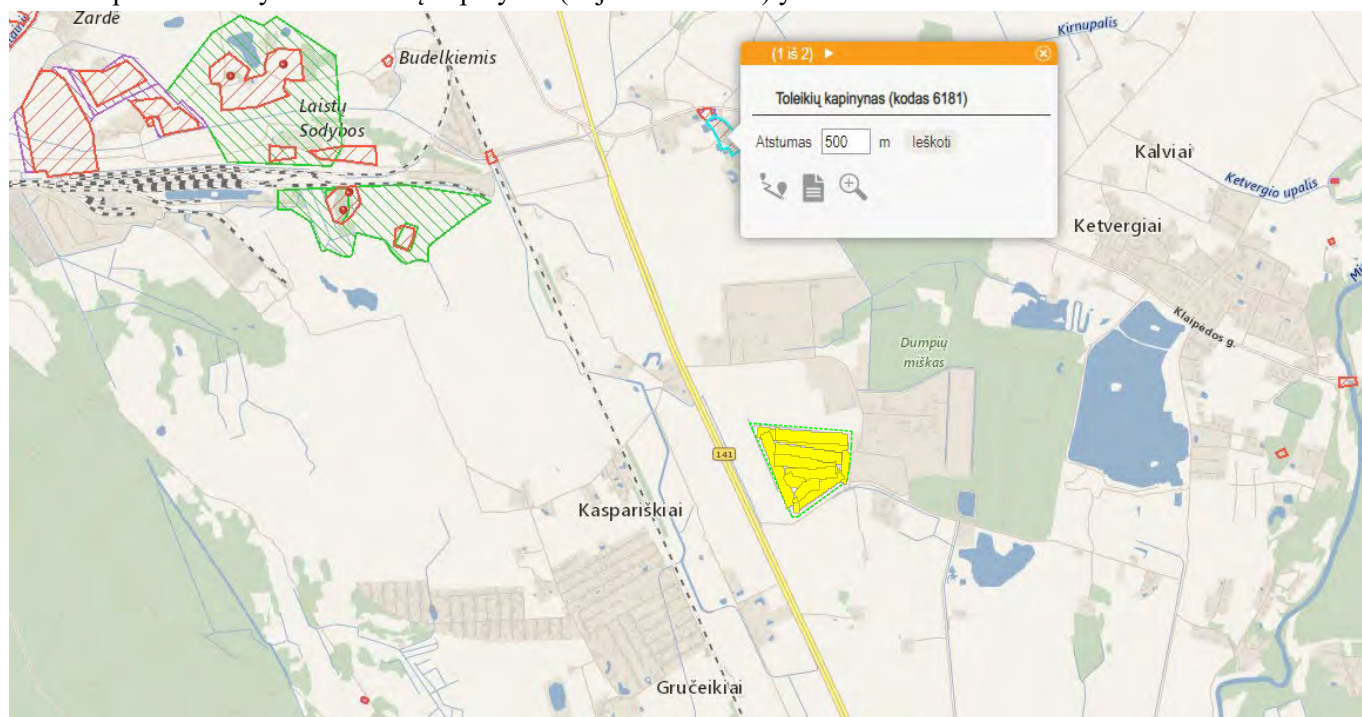 Žardė
Kirnupalis
(1 iš 2)
Budelkiemis
Toleikių kapinynas (kodas 6181)
Laistų
Sodybos
Atstumas 500 m Ieškoti
Kalviai
Ketvergio upalis
Ketvergiai
Klaipėdos g.
Dumpių
miškas
141
Kaspariškiai
Gručeikiai